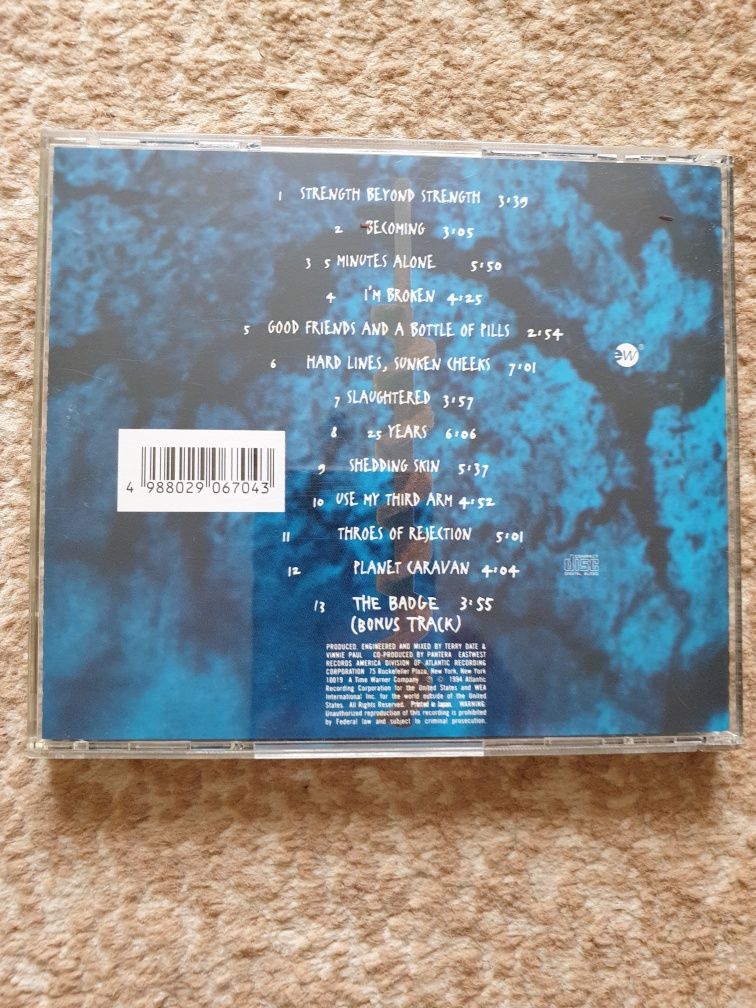 1 STRENGTH BEYOND STRENGTH 3:39
2 BECOMING 3:05
3 5 MINUTES ALONE 5:50
4 I'M BROKEN 4:25
5 GOOD FRIENDS AND A BOTTLE OF PILLS 2:54
6 HARD LINES, SUNKEN CHEEKS 7:01
7 SLAUGHTERED 3:57
8 25 YEARS 6:06
9 SHEDDING SKIN 5:37
10 USE MY THIRD ARM 4:52
11 THROES OF REJECTION 5:01
12 PLANET CARAVAN 4:04
13 THE BADGE 3:55
(BONUS TRACK)
ew®
4 988029 067043
COMPACT
disc
DIGITAL AUDIO
PRODUCED, ENGINEERED AND MIXED BY TERRY DATE &
VINNIE PAUL CO-PRODUCED BY PANTERA EASTWEST
RECORDS AMERICA DIVISION OF ATLANTIC RECORDING
CORPORATION 75 Rockefeller Plaza, New York, New York
10019 A Time Warner Company ℗ © 1994 Atlantic
Recording Corporation for the United States and WEA
International Inc. for the world outside of the United
States. All Rights Reserved. Printed in Japan. WARNING:
Unauthorized reproduction of this recording is prohibited
by Federal law and subject to criminal prosecution.